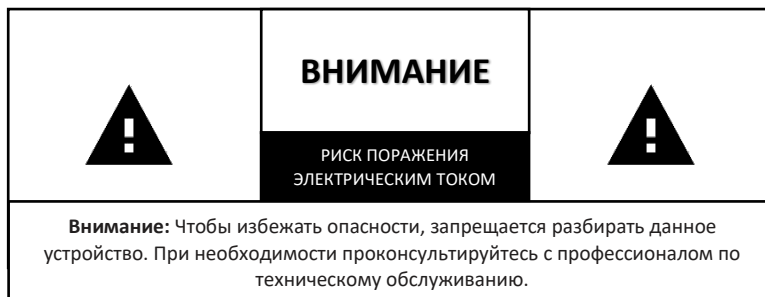 ВНИМАНИЕ
РИСК ПОРАЖЕНИЯ
ЭЛЕКТРИЧЕСКИМ ТОКОМ
Внимание: Чтобы избежать опасности, запрещается разбирать данное
устройство. При необходимости проконсультируйтесь с профессионалом по
техническому обслуживанию.